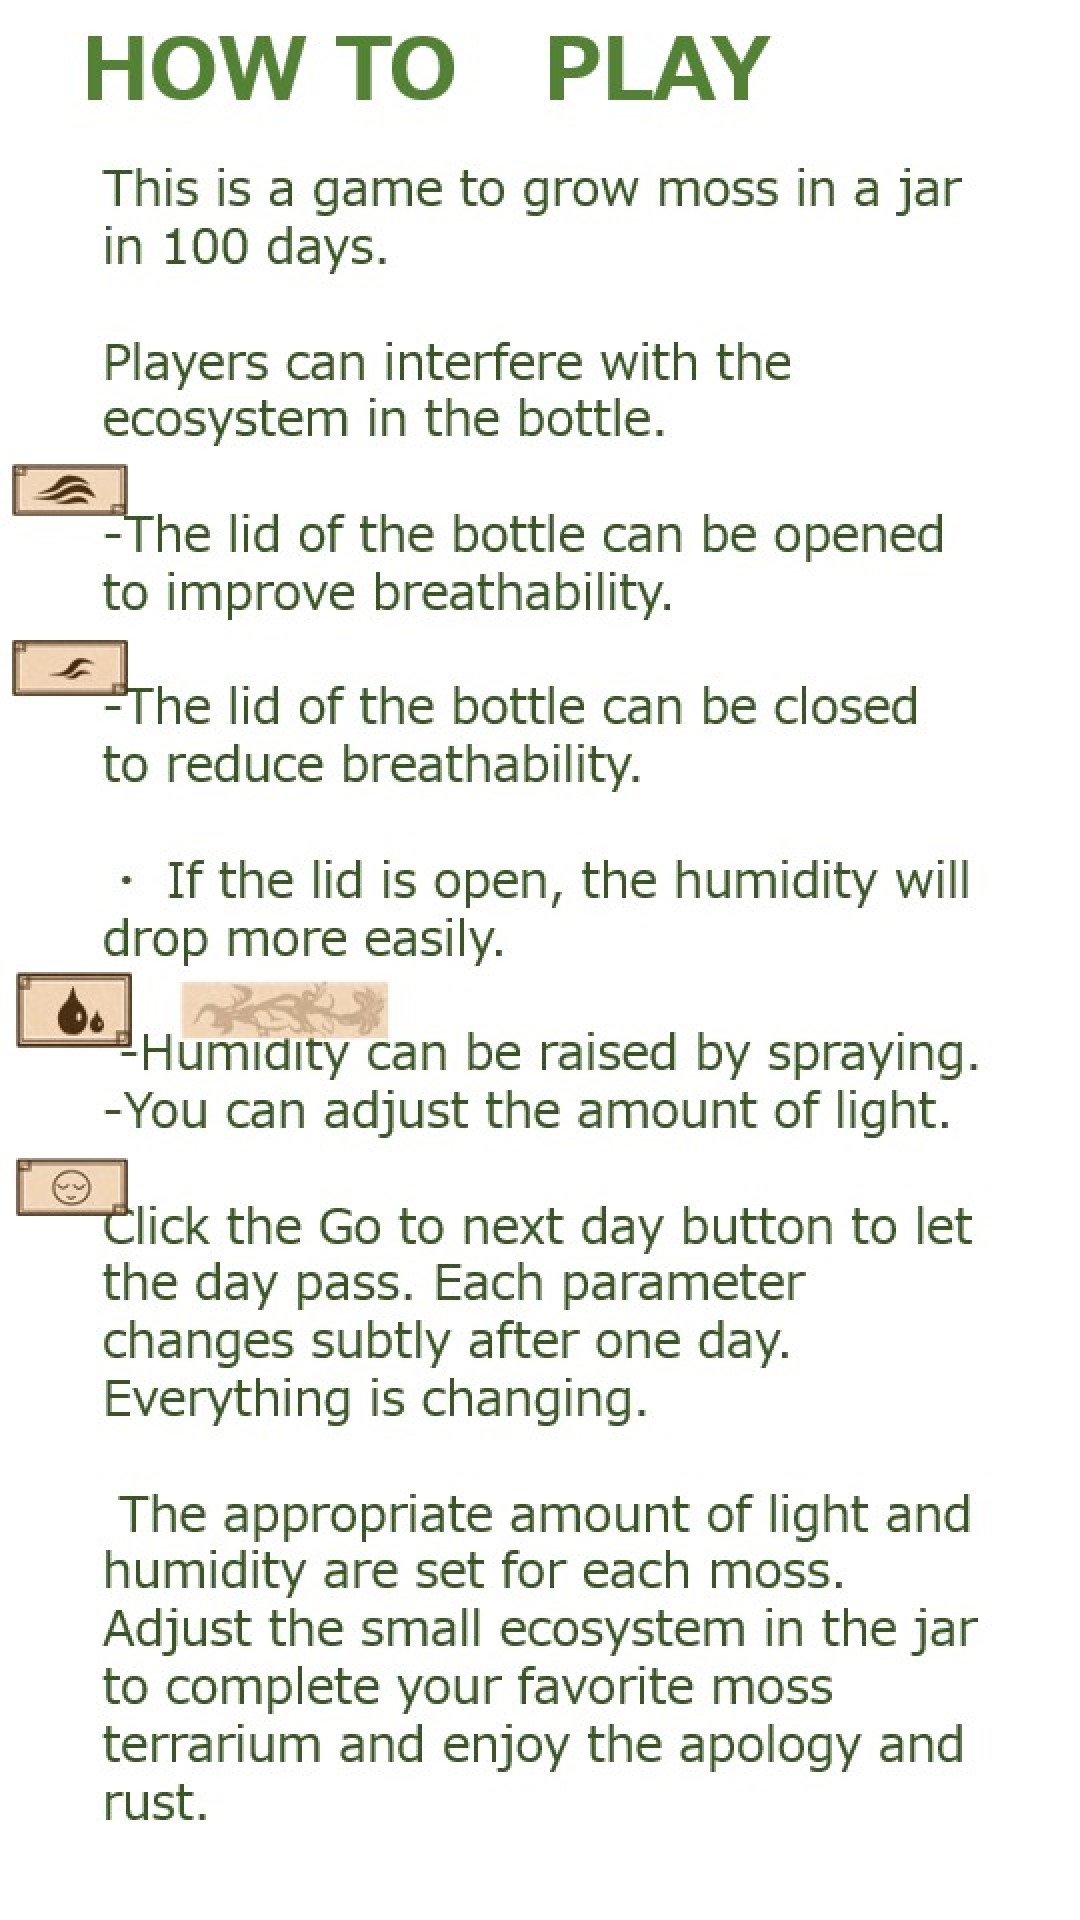 HOW TO   PLAY
This is a game to grow moss in a jar
in 100 days.
Players can interfere with the
ecosystem in the bottle.
-The lid of the bottle can be opened
to improve breathability.
-The lid of the bottle can be closed
to reduce breathability.
・ If the lid is open, the humidity will
drop more easily.
-Humidity can be raised by spraying.
-You can adjust the amount of light.
Click the Go to next day button to let
the day pass. Each parameter
changes subtly after one day.
Everything is changing.
The appropriate amount of light and
humidity are set for each moss.
Adjust the small ecosystem in the jar
to complete your favorite moss
terrarium and enjoy the apology and
rust.